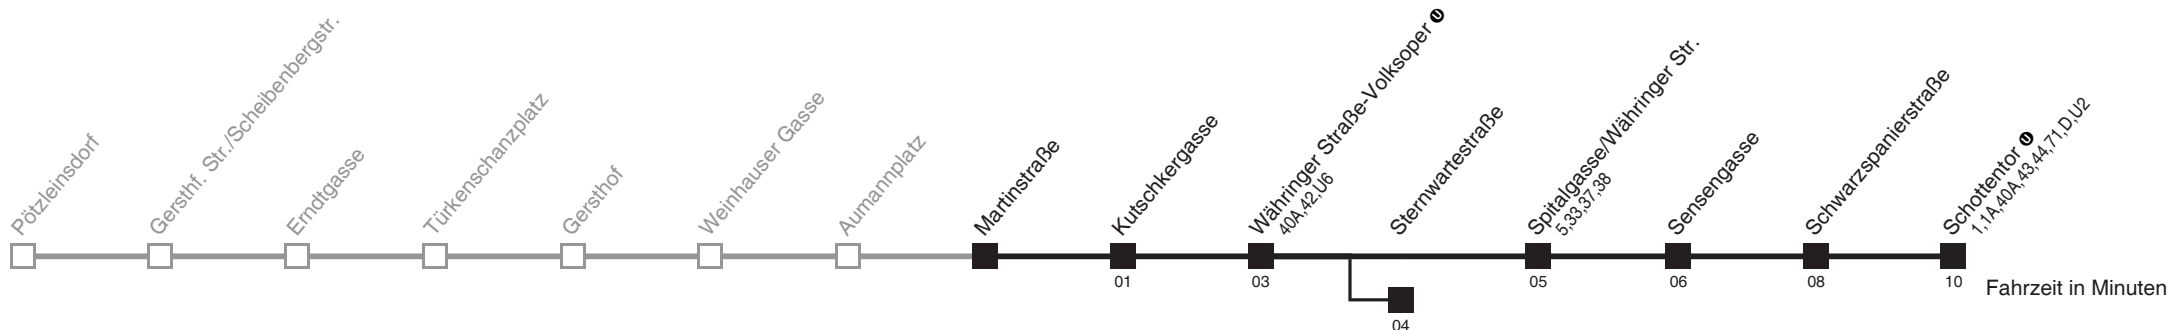 Pötzleinsdorf
Gersthf. Str./Scheibenbergstr.
Erndtgasse
Türkenschanzplatz
Gersthof
Weinhauser Gasse
Aumannplatz
Martinstraße
Kutschkergasse
Währinger Straße-Volksoper U
40A,42,U6
Sternwartestraße
Spitalgasse/Währinger Str.
5,33,37,38
Sensengasse
Schwarzspanierstraße
Schottentor U
1,1A,40A,43,44,71,D,U2
01
03
04
05
06
08
10
Fahrzeit in Minuten